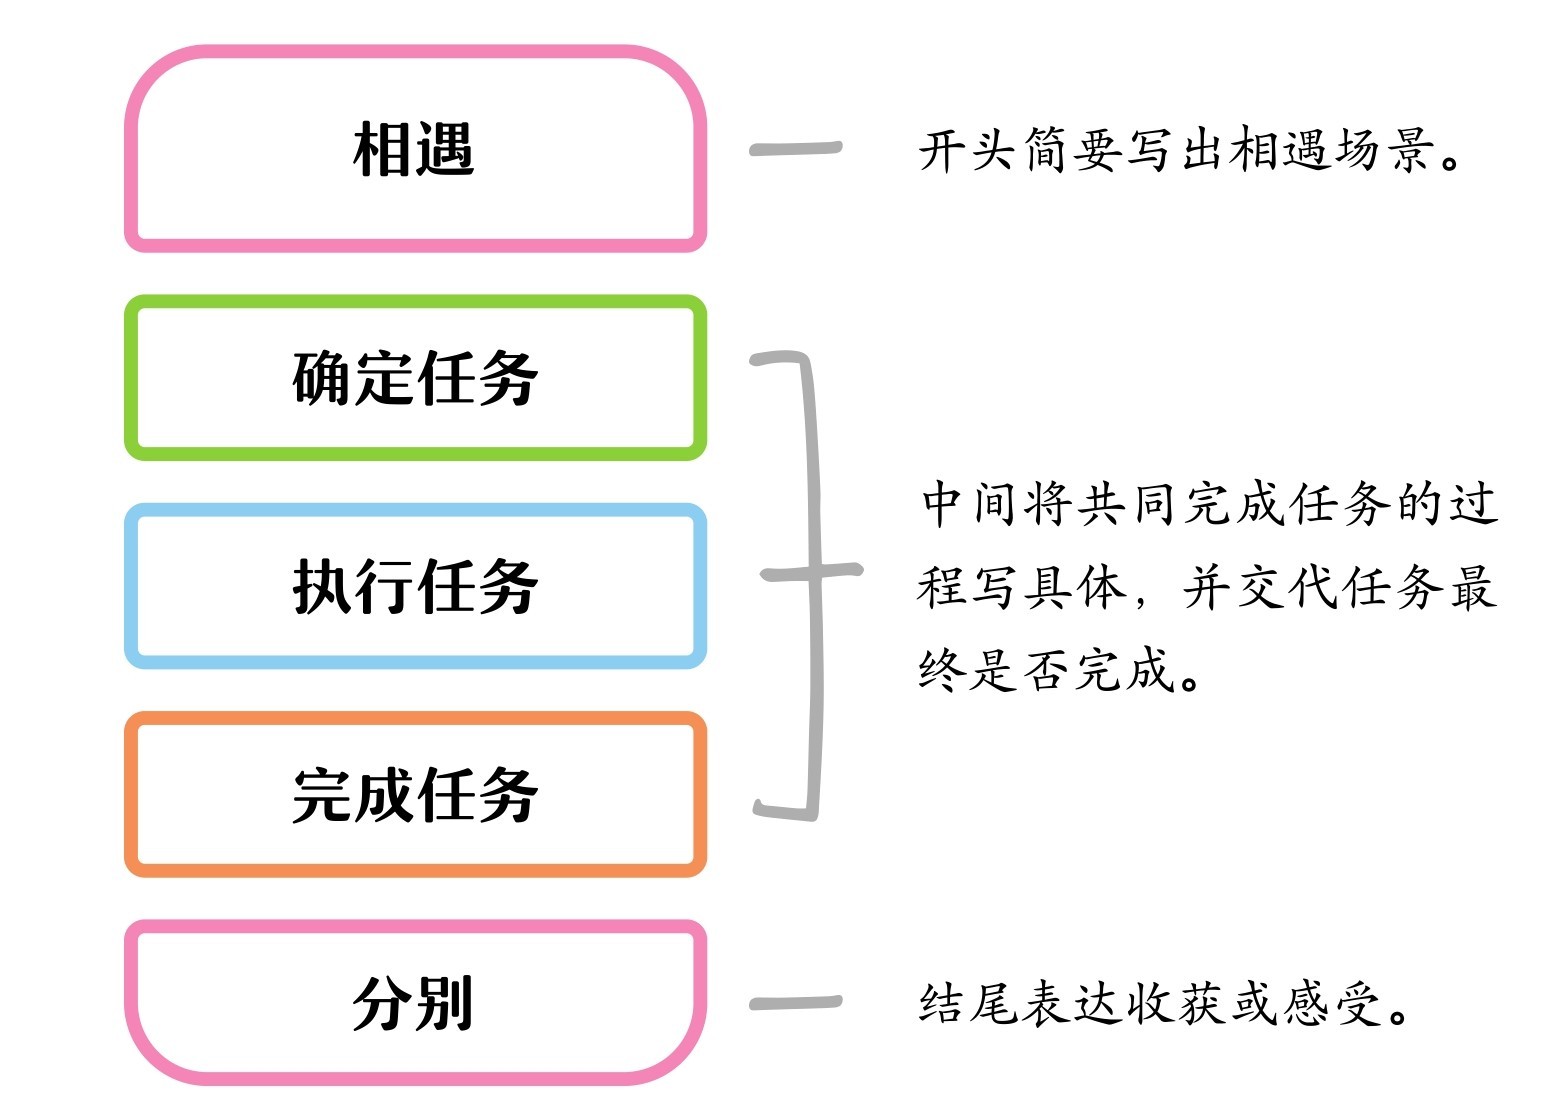 相遇
开头简要写出相遇场景。
确定任务
执行任务
完成任务
中间将共同完成任务的过
程写具体，并交代任务最
终是否完成。
分别
结尾表达收获或感受。